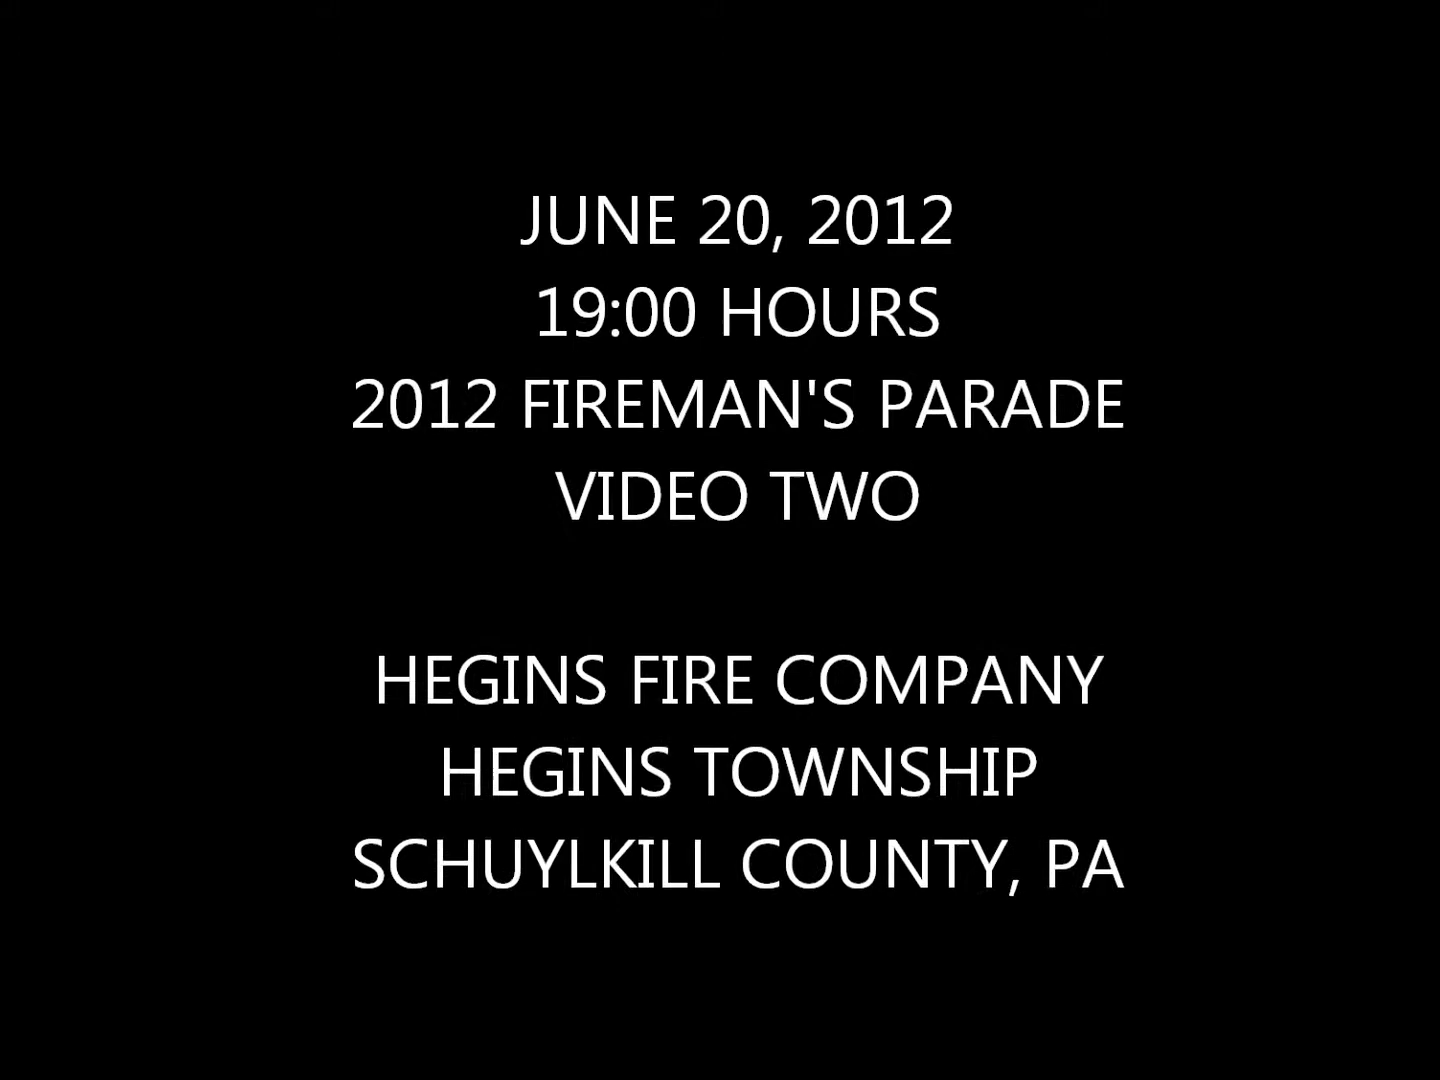 JUNE 20, 2012
19:00 HOURS
2012 FIREMAN'S PARADE
VIDEO TWO
HEGINS FIRE COMPANY
HEGINS TOWNSHIP
SCHUYLKILL COUNTY, PA